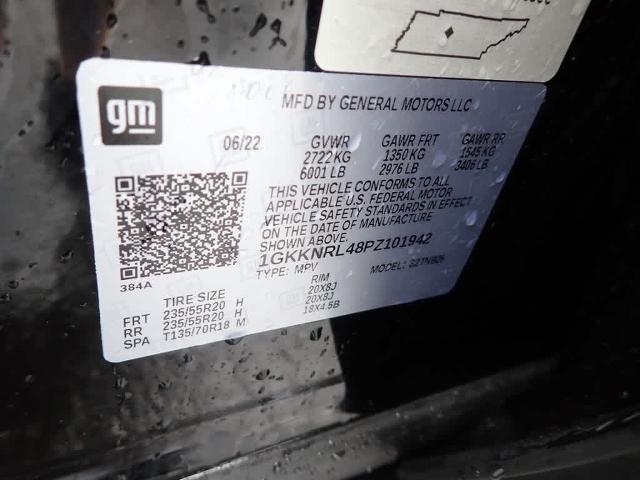 gm
MFD BY GENERAL MOTORS LLC
06/22 GVWR GAWR FRT GAWR RR
2722 KG 1350 KG 1545 KG
6001 LB 2976 LB 3406 LB
THIS VEHICLE CONFORMS TO ALL
APPLICABLE U.S. FEDERAL MOTOR
VEHICLE SAFETY STANDARDS IN EFFECT
ON THE DATE OF MANUFACTURE
SHOWN ABOVE.
1GKKNRL48PZ101942
TYPE: MPV MODEL:
384A
TIRE SIZE RIM
FRT 235/55R20 H 20X8J
RR 235/55R20 H 20X8J
SPA T135/70R18 M 18X4.5B